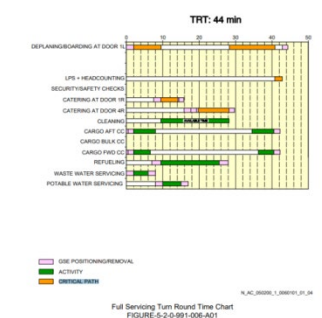 TRT: 44 min
0 10 20 30 40 50
DEPLANING/BOARDING AT DOOR 1L
LPS + HEADCOUNTING
SECURITY/SAFETY CHECKS
CATERING AT DOOR 1R
CATERING AT DOOR 4R
CLEANING
AVAILABLE TIME
CARGO AFT CC
CARGO BULK CC
CARGO FWD CC
REFUELING
WASTE WATER SERVICING
POTABLE WATER SERVICING
GSE POSITIONING/REMOVAL
ACTIVITY
CRITICAL PATH
N_AC_050200_1_0060101_01_04
Full Servicing Turn Round Time Chart
FIGURE-5-2-0-991-006-A01